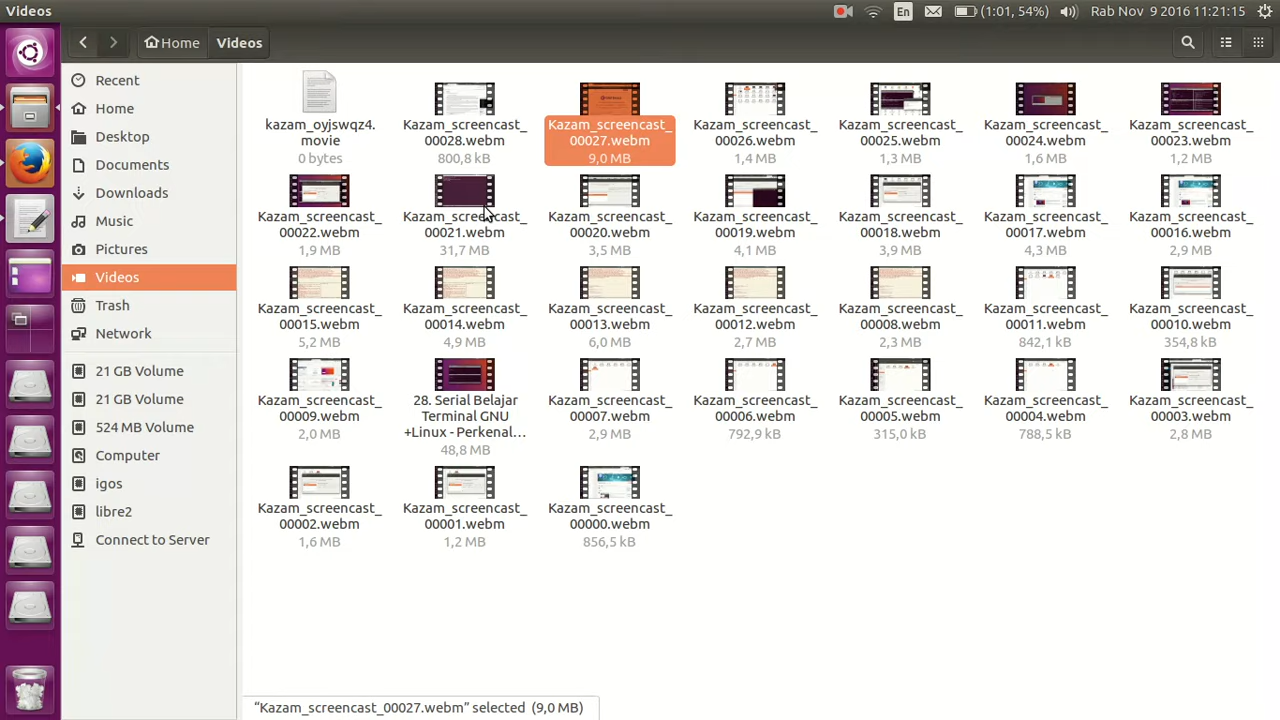 Videos
En
(1:01, 54%)
Rab Nov 9 2016 11:21:15
Home
Videos
Recent
Home
Desktop
Documents
Downloads
Music
Pictures
Videos
Trash
Network
21 GB Volume
21 GB Volume
524 MB Volume
Computer
igos
libre2
Connect to Server
kazam_oyjswqz4.
movie
0 bytes
Kazam_screencast_
00028.webm
800,8 kB
Kazam_screencast_
00027.webm
9,0 MB
Kazam_screencast_
00026.webm
1,4 MB
Kazam_screencast_
00025.webm
1,3 MB
Kazam_screencast_
00024.webm
1,6 MB
Kazam_screencast_
00023.webm
1,2 MB
Kazam_screencast_
00022.webm
1,9 MB
Kazam_screencast_
00021.webm
31,7 MB
Kazam_screencast_
00020.webm
3,5 MB
Kazam_screencast_
00019.webm
4,1 MB
Kazam_screencast_
00018.webm
3,9 MB
Kazam_screencast_
00017.webm
4,3 MB
Kazam_screencast_
00016.webm
2,9 MB
Kazam_screencast_
00015.webm
5,2 MB
Kazam_screencast_
00014.webm
4,9 MB
Kazam_screencast_
00013.webm
6,0 MB
Kazam_screencast_
00012.webm
2,7 MB
Kazam_screencast_
00008.webm
2,3 MB
Kazam_screencast_
00011.webm
842,1 kB
Kazam_screencast_
00010.webm
354,8 kB
Kazam_screencast_
00009.webm
2,0 MB
28. Serial Belajar
Terminal GNU
+Linux - Perkenal...
48,8 MB
Kazam_screencast_
00007.webm
2,9 MB
Kazam_screencast_
00006.webm
792,9 kB
Kazam_screencast_
00005.webm
315,0 kB
Kazam_screencast_
00004.webm
788,5 kB
Kazam_screencast_
00003.webm
2,8 MB
Kazam_screencast_
00002.webm
1,6 MB
Kazam_screencast_
00001.webm
1,2 MB
Kazam_screencast_
00000.webm
856,5 kB
“Kazam_screencast_00027.webm” selected (9,0 MB)